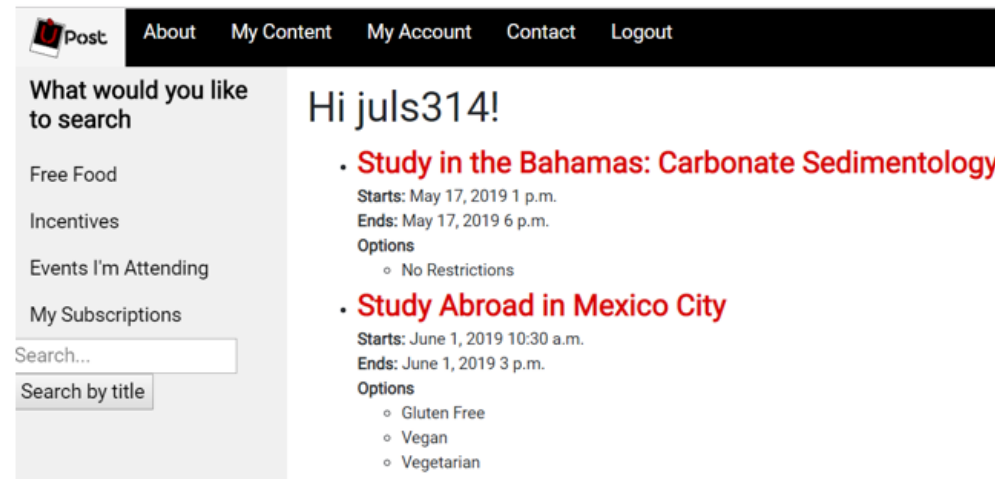 UPost
About
My Content
My Account
Contact
Logout
What would you like
to search
Free Food
Incentives
Events I'm Attending
My Subscriptions
Search...
Search by title
Hi juls314!
Study in the Bahamas: Carbonate Sedimentology
Starts: May 17, 2019 1 p.m.
Ends: May 17, 2019 6 p.m.
Options
No Restrictions
Study Abroad in Mexico City
Starts: June 1, 2019 10:30 a.m.
Ends: June 1, 2019 3 p.m.
Options
Gluten Free
Vegan
Vegetarian